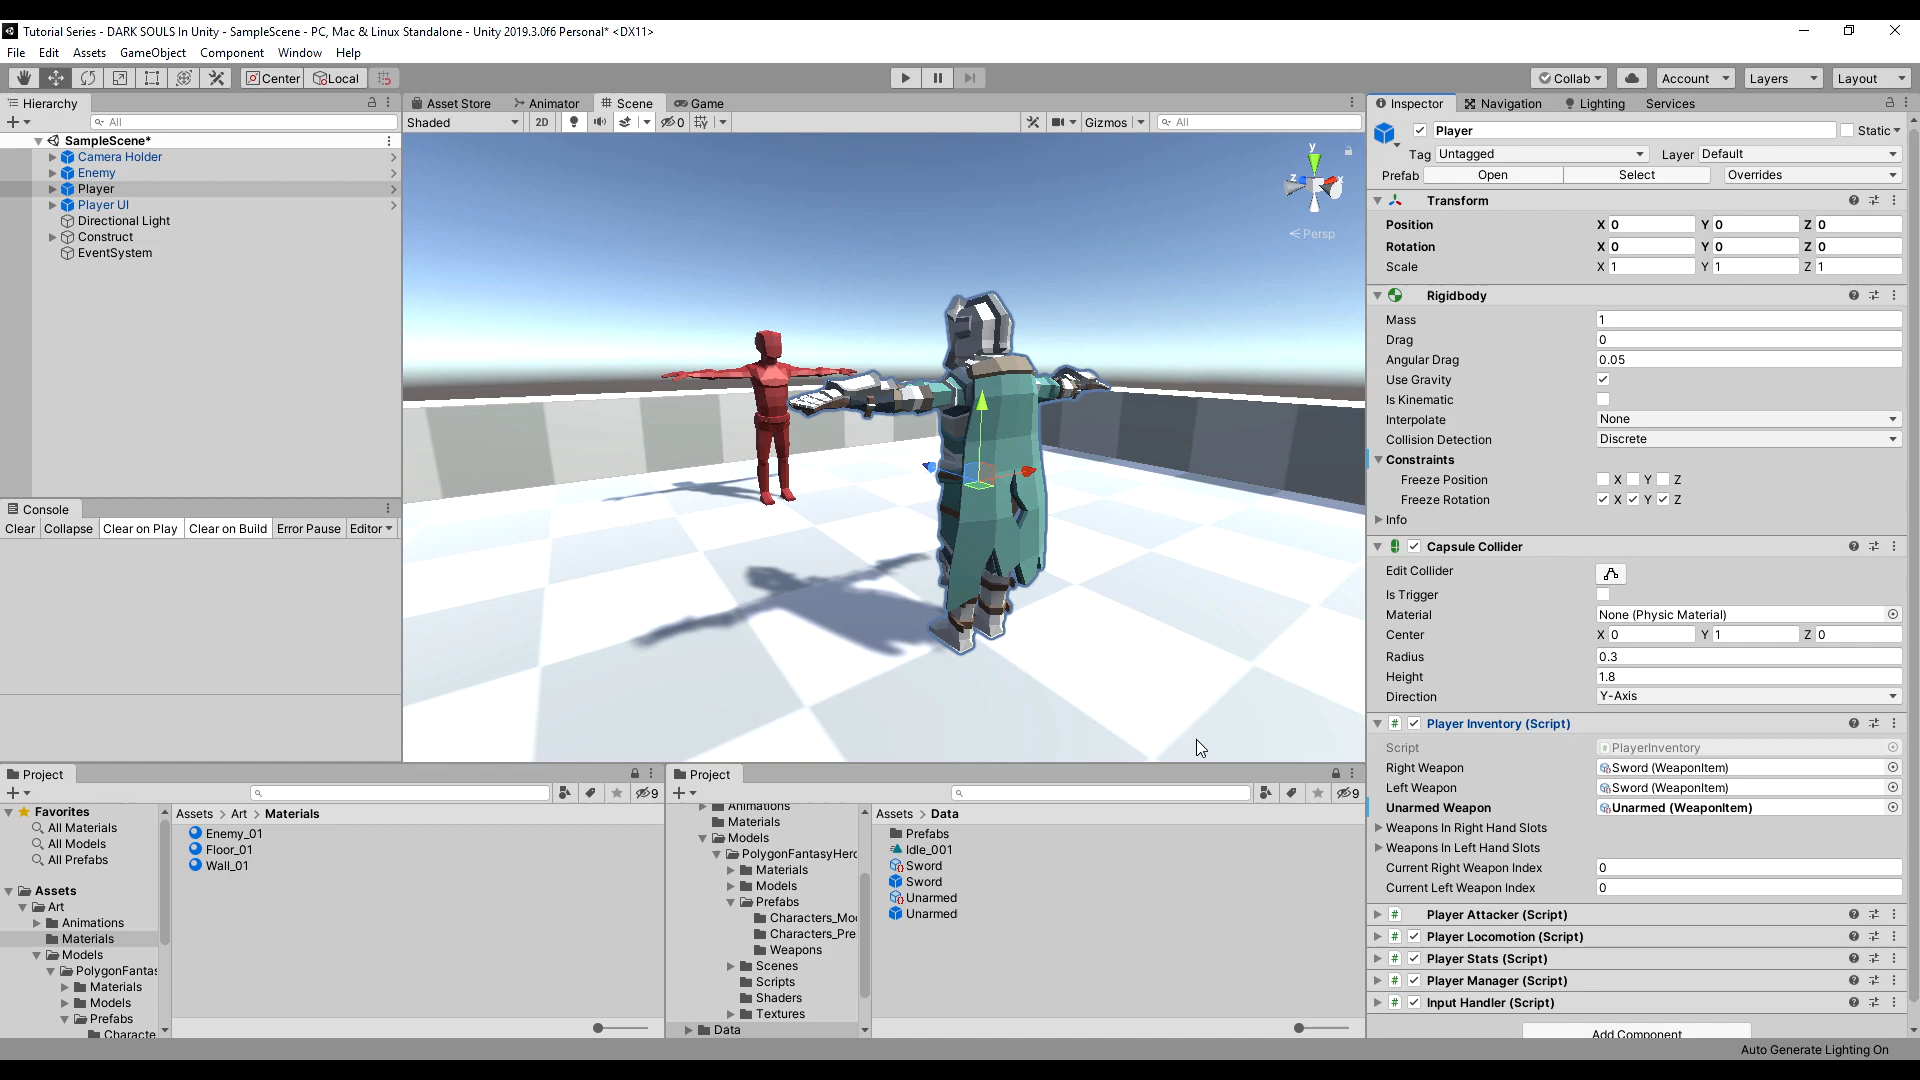 Tutorial Series - DARK SOULS In Unity - SampleScene - PC, Mac & Linux Standalone - Unity 2019.3.0f6 Personal* <DX11>
File Edit Assets GameObject Component Window Help
Center Local Collab Account Layers Layout
Hierarchy
All
SampleScene*
Camera Holder
Enemy
Player
Player UI
Directional Light
Construct
EventSystem
Console
Clear Collapse Clear on Play Clear on Build Error Pause Editor
Asset Store Animator Scene Game
Shaded 2D 0 Gizmos All
y
z x
Persp
Inspector Navigation Lighting Services
Player Static
Tag Untagged Layer Default
Prefab Open Select Overrides
Transform
Position X 0 Y 0 Z 0
Rotation X 0 Y 0 Z 0
Scale X 1 Y 1 Z 1
Rigidbody
Mass 1
Drag 0
Angular Drag 0.05
Use Gravity
Is Kinematic
Interpolate None
Collision Detection Discrete
Constraints
Freeze Position X Y Z
Freeze Rotation X Y Z
Info
Capsule Collider
Edit Collider
Is Trigger
Material None (Physic Material)
Center X 0 Y 1 Z 0
Radius 0.3
Height 1.8
Direction Y-Axis
Player Inventory (Script)
Script PlayerInventory
Right Weapon Sword (WeaponItem)
Left Weapon Sword (WeaponItem)
Unarmed Weapon Unarmed (WeaponItem)
Weapons In Right Hand Slots
Weapons In Left Hand Slots
Current Right Weapon Index 0
Current Left Weapon Index 0
Player Attacker (Script)
Player Locomotion (Script)
Player Stats (Script)
Player Manager (Script)
Input Handler (Script)
Add Component
Project
9
Favorites
All Materials
All Models
All Prefabs
Assets
Art
Animations
Materials
Models
PolygonFantas
Materials
Models
Prefabs
Characte
Assets > Art > Materials
Enemy_01
Floor_01
Wall_01
Project
9
Animations
Materials
Models
PolygonFantasyHero
Materials
Models
Prefabs
Characters_Mo
Characters_Pre
Weapons
Scenes
Scripts
Shaders
Textures
Data
Assets > Data
Prefabs
Idle_001
Sword
Sword
Unarmed
Unarmed
Auto Generate Lighting On